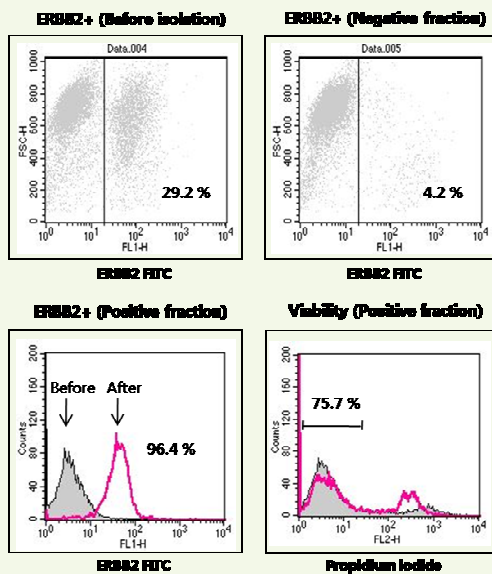 ERBB2+ (Before isolation)
Data.004
1000
800
600
400
200
0
FSC-H
29.2 %
10^0 10^1 10^2 10^3 10^4
FL1-H
ERBB2 FITC
ERBB2+ (Negative fraction)
Data.005
1000
800
600
400
200
0
FSC-H
4.2 %
10^0 10^1 10^2 10^3 10^4
FL1-H
ERBB2 FITC
ERBB2+ (Positive fraction)
200
160
120
80
40
0
Counts
Before After
96.4 %
10^0 10^1 10^2 10^3 10^4
FL1-H
ERBB2 FITC
Viability (Positive fraction)
200
160
120
80
40
0
Counts
75.7 %
10^0 10^1 10^2 10^3 10^4
FL2-H
Propidium iodide